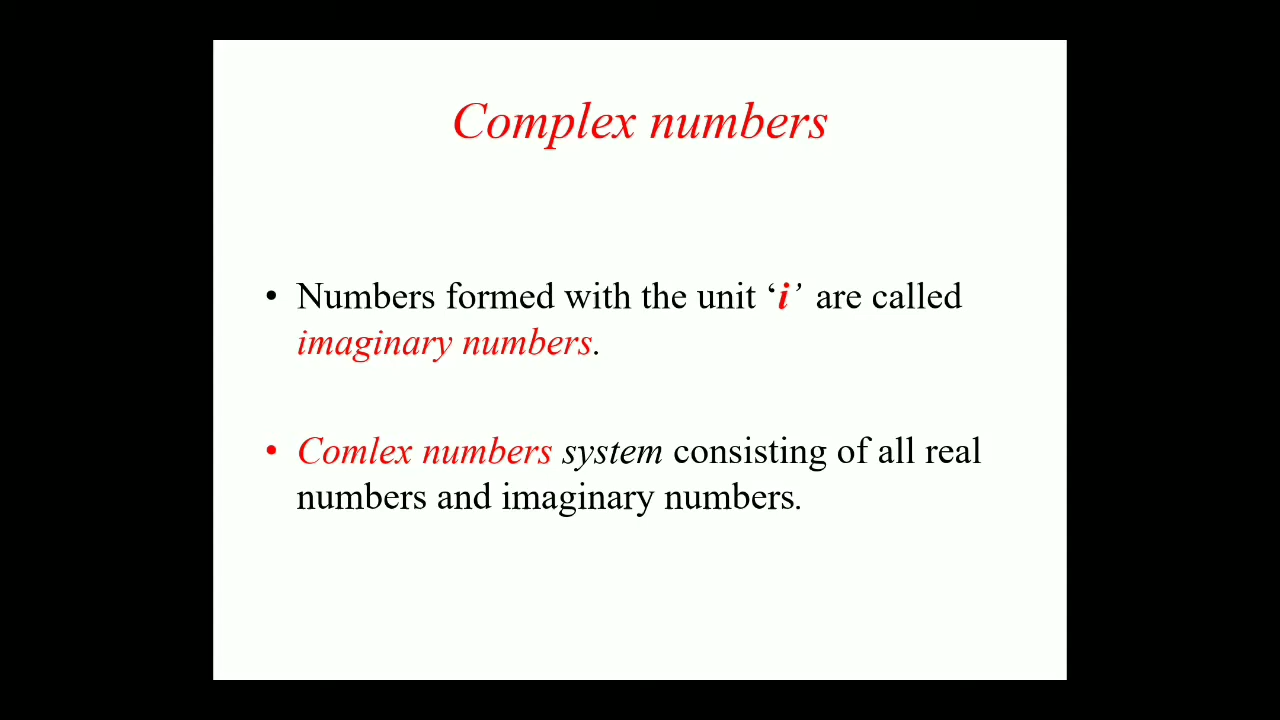 Complex numbers
• Numbers formed with the unit ‘i’ are called
imaginary numbers.
• Comlex numbers system consisting of all real
numbers and imaginary numbers.